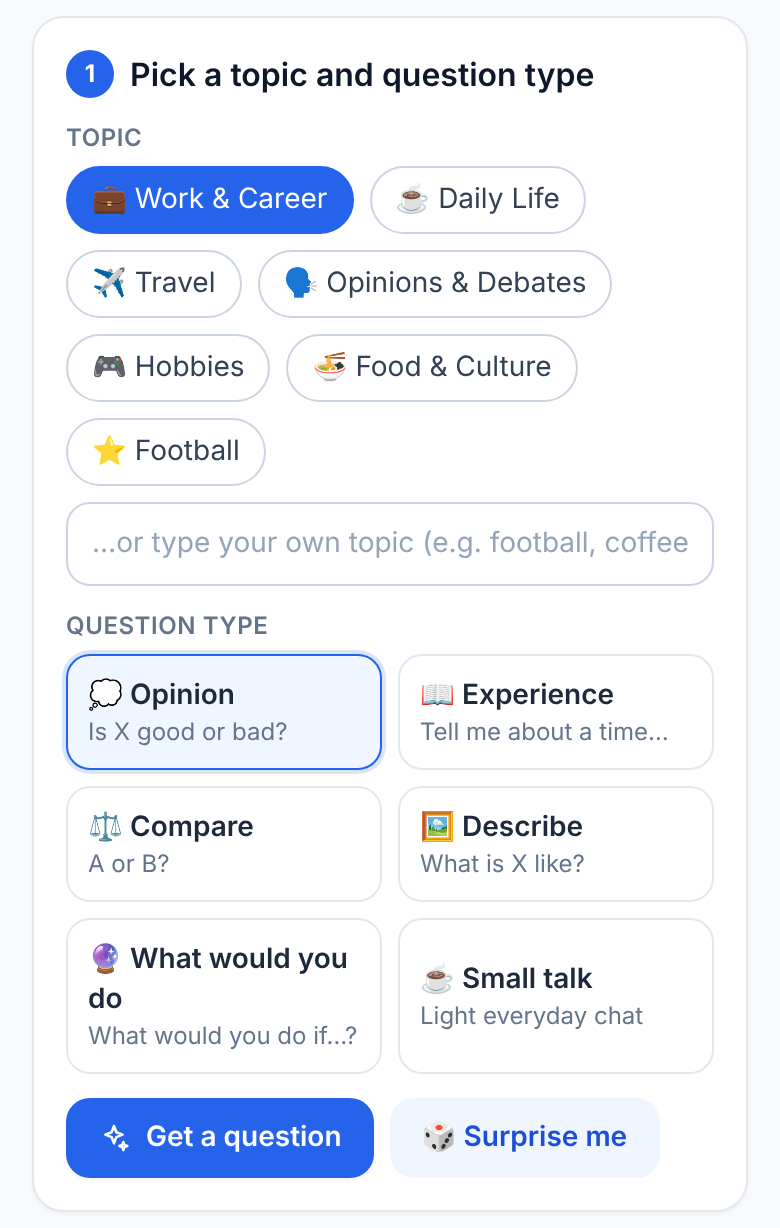 1 Pick a topic and question type
TOPIC
Work & Career
Daily Life
Travel
Opinions & Debates
Hobbies
Food & Culture
Football
...or type your own topic (e.g. football, coffee
QUESTION TYPE
Opinion
Is X good or bad?
Experience
Tell me about a time...
Compare
A or B?
Describe
What is X like?
What would you
do
What would you do if...?
Small talk
Light everyday chat
Get a question
Surprise me